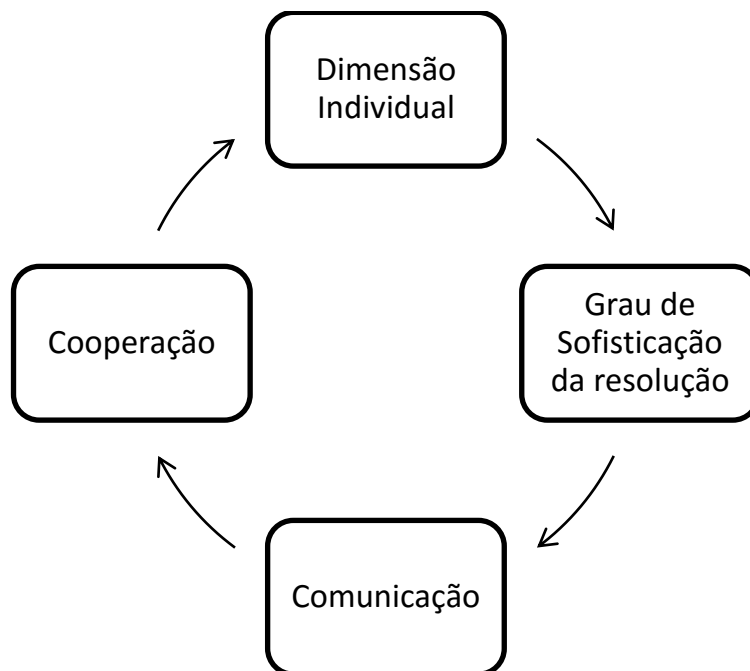 Dimensão
Individual
Grau de
Sofisticação
da resolução
Comunicação
Cooperação